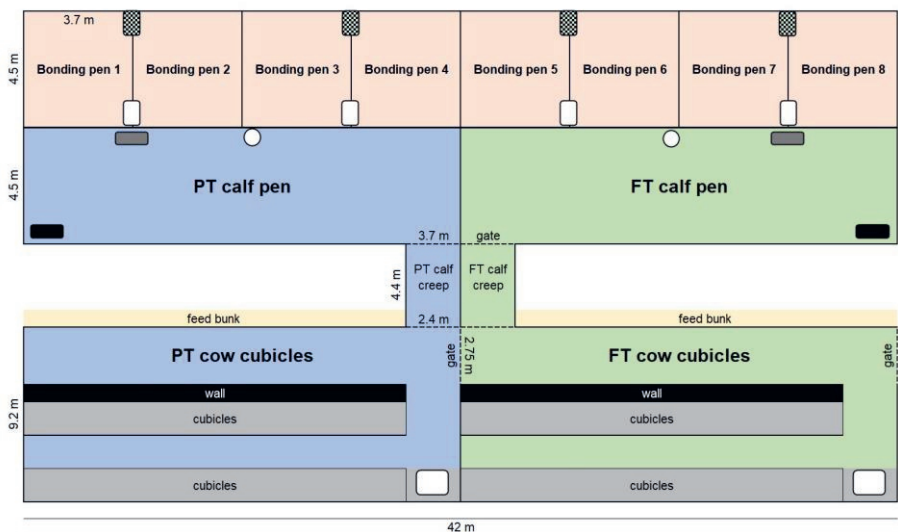 3.7 m
4.5 m
Bonding pen 1
Bonding pen 2
Bonding pen 3
Bonding pen 4
Bonding pen 5
Bonding pen 6
Bonding pen 7
Bonding pen 8
4.5 m
PT calf pen
FT calf pen
3.7 m
gate
4.4 m
PT calf
creep
FT calf
creep
feed bunk
2.4 m
feed bunk
PT cow cubicles
gate
2.75 m
FT cow cubicles
gate
9.2 m
wall
wall
cubicles
cubicles
cubicles
cubicles
42 m